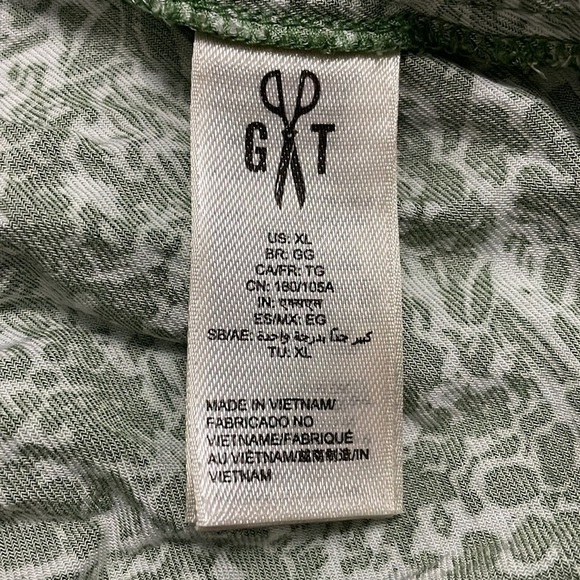 G T
US: XL
BR: GG
CA/FR: TG
CN: 180/105A
IN: एक्सएल
ES/MX: EG
SB/AE: كبير جدًا بدرجة واحدة
TU: XL
MADE IN VIETNAM/
FABRICADO NO
VIETNAME/FABRIQUÉ
AU VIETNAM/越南制造/IN
VIETNAM